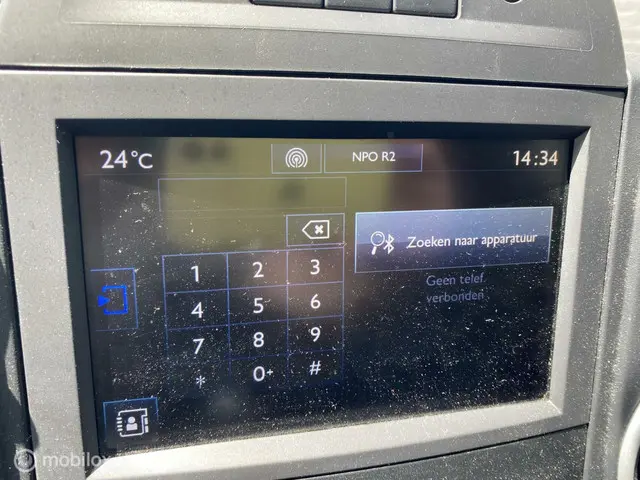 24°C
NPO R2
14:34
Zoeken naar apparatuur
Geen telef
verbonden
1 2 3
4 5 6
7 8 9
* 0+ #
mobilo